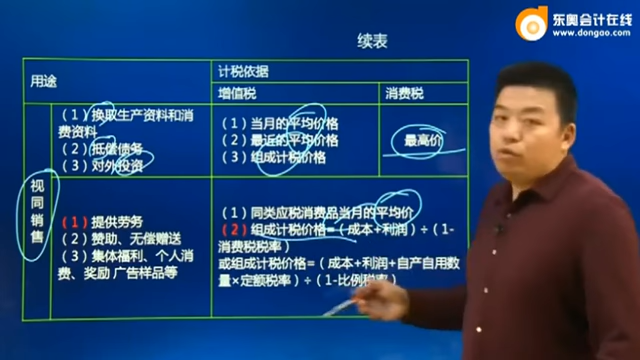 东奥会计在线
www.dongao.com
续表
用途
计税依据
增值税
消费税
视同销售
（1）换取生产资料和消
费资料
（2）抵偿债务
（3）对外投资
（1）当月的平均价格
（2）最近的平均价格
（3）组成计税价格
最高价
（1）提供劳务
（2）赞助、无偿赠送
（3）集体福利、个人消
费、奖励 广告样品等
（1）同类应税消费品当月的平均价
（2）组成计税价格=（成本+利润）÷（1-
消费税税率）
或组成计税价格=（成本+利润+自产自用数
量×定额税率）÷（1-比例税率）